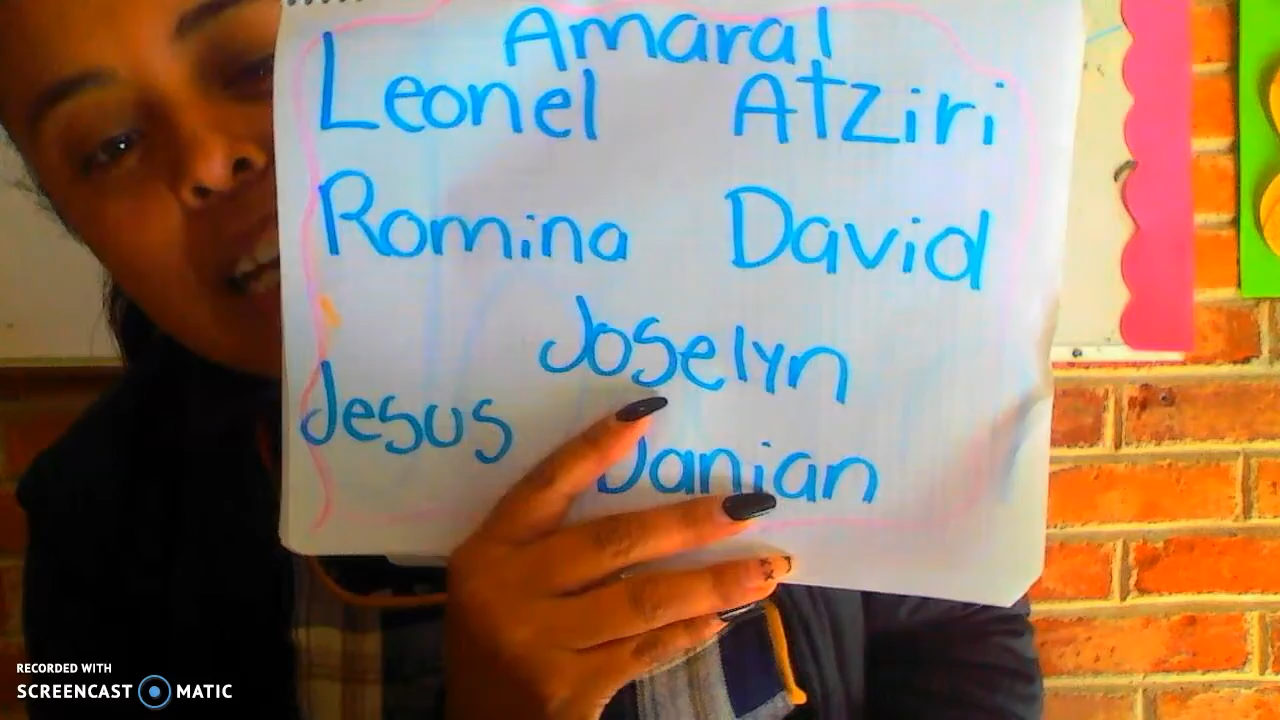 Amaral
Leonel Atziri
Romina David
Joselyn
Jesus
RECORDED WITH
SCREENCAST MATIC